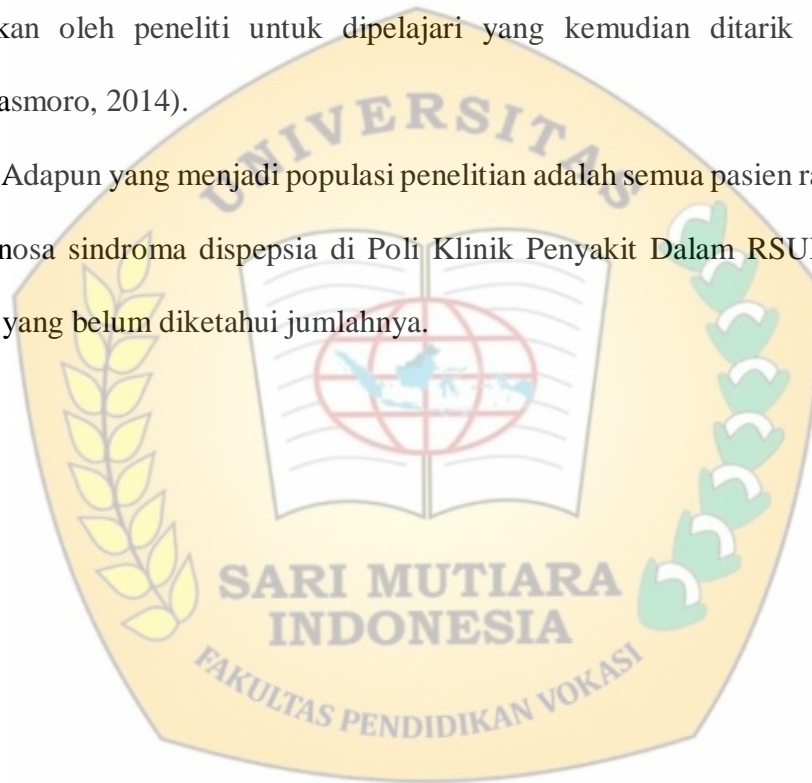 kan oleh peneliti untuk dipelajari yang kemudian ditarik
asmoro, 2014).
Adapun yang menjadi populasi penelitian adalah semua pasien ra
nosa sindroma dispepsia di Poli Klinik Penyakit Dalam RSU
yang belum diketahui jumlahnya.
UNIVERSITAS
SARI MUTIARA
INDONESIA
FAKULTAS PENDIDIKAN VOKASI